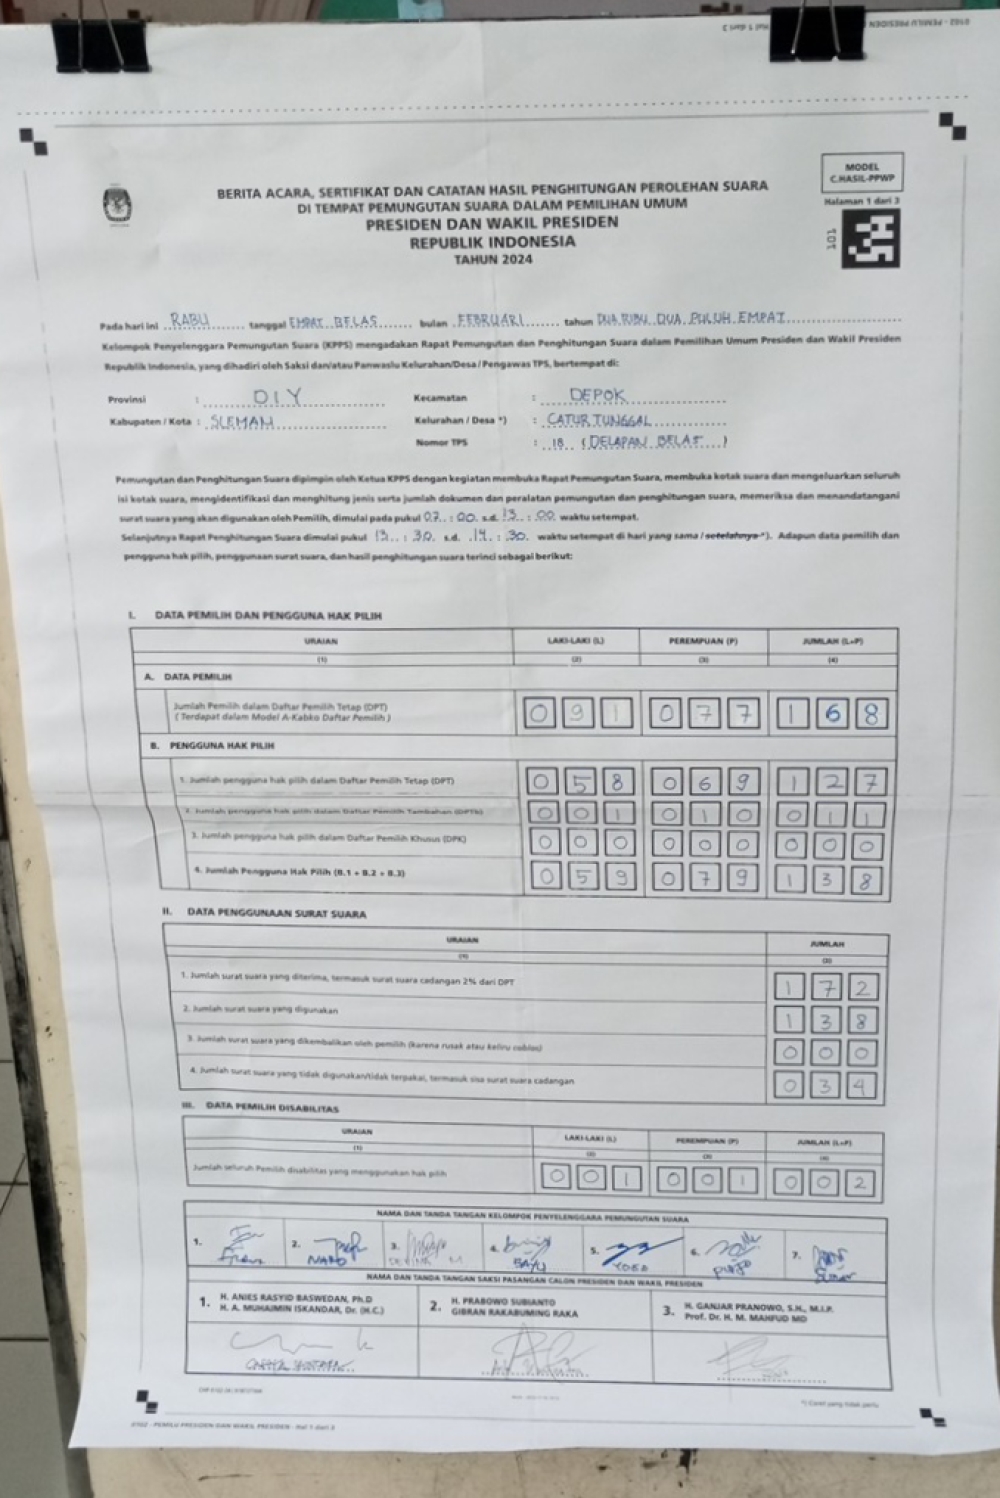 MODEL
C.HASIL-PPWP
Halaman 1 dari 3
101
BERITA ACARA, SERTIFIKAT DAN CATATAN HASIL PENGHITUNGAN PEROLEHAN SUARA
DI TEMPAT PEMUNGUTAN SUARA DALAM PEMILIHAN UMUM
PRESIDEN DAN WAKIL PRESIDEN
REPUBLIK INDONESIA
TAHUN 2024
Pada hari ini RABU tanggal EMPAT BELAS bulan FEBRUARI tahun DUA RIBU DUA PULUH EMPAT
Kelompok Penyelenggara Pemungutan Suara (KPPS) mengadakan Rapat Pemungutan dan Penghitungan Suara dalam Pemilihan Umum Presiden dan Wakil Presiden
Republik Indonesia, yang dihadiri oleh Saksi dan/atau Panwaslu Kelurahan/Desa / Pengawas TPS, bertempat di:
Provinsi : DIY Kecamatan : DEPOK
Kabupaten / Kota : SLEMAN Kelurahan / Desa *) : CATUR TUNGGAL
Nomor TPS : 18 (DELAPAN BELAS)
Pemungutan dan Penghitungan Suara dipimpin oleh Ketua KPPS dengan kegiatan membuka Rapat Pemungutan Suara, membuka kotak suara dan mengeluarkan seluruh
isi kotak suara, mengidentifikasi dan menghitung jenis serta jumlah dokumen dan peralatan pemungutan dan penghitungan suara, memeriksa dan menandatangani
surat suara yang akan digunakan oleh Pemilih, dimulai pada pukul 07 : 00 s.d. 13 : 00 waktu setempat.
Selanjutnya Rapat Penghitungan Suara dimulai pukul 13 : 30 s.d. 14 : 30 waktu setempat di hari yang sama / setelahnya *). Adapun data pemilih dan
pengguna hak pilih, penggunaan surat suara, dan hasil penghitungan suara terinci sebagai berikut:
I. DATA PEMILIH DAN PENGGUNA HAK PILIH
URAIAN LAKI-LAKI (L) PEREMPUAN (P) JUMLAH (L+P)
(1) (2) (3) (4)
A. DATA PEMILIH
Jumlah Pemilih dalam Daftar Pemilih Tetap (DPT)
(Terdapat dalam Model A-Kabko Daftar Pemilih) 091 077 168
B. PENGGUNA HAK PILIH
1. Jumlah pengguna hak pilih dalam Daftar Pemilih Tetap (DPT) 058 069 127
2. Jumlah pengguna hak pilih dalam Daftar Pemilih Tambahan (DPTb) 001 010 011
3. Jumlah pengguna hak pilih dalam Daftar Pemilih Khusus (DPK) 000 000 000
4. Jumlah Pengguna Hak Pilih (B.1 + B.2 + B.3) 059 079 138
II. DATA PENGGUNAAN SURAT SUARA
URAIAN JUMLAH
(1) (2)
1. Jumlah surat suara yang diterima, termasuk surat suara cadangan 2% dari DPT 172
2. Jumlah surat suara yang digunakan 138
3. Jumlah surat suara yang dikembalikan oleh pemilih (karena rusak atau keliru coblos) 000
4. Jumlah surat suara yang tidak digunakan/tidak terpakai, termasuk sisa surat suara cadangan 034
III. DATA PEMILIH DISABILITAS
URAIAN LAKI-LAKI (L) PEREMPUAN (P) JUMLAH (L+P)
(1) (2) (3) (4)
Jumlah seluruh Pemilih disabilitas yang menggunakan hak pilih 001 001 002
NAMA DAN TANDA TANGAN KELOMPOK PENYELENGGARA PEMUNGUTAN SUARA
1. 2. NANO 3. 4. BAYU 5. 6. 7.
NAMA DAN TANDA TANGAN SAKSI PASANGAN CALON PRESIDEN DAN WAKIL PRESIDEN
1. H. ANIES RASYID BASWEDAN, Ph.D
H. A. MUHAIMIN ISKANDAR, Dr. (H.C.)
2. H. PRABOWO SUBIANTO
GIBRAN RAKABUMING RAKA
3. H. GANJAR PRANOWO, S.H., M.I.P.
Prof. Dr. H. M. MAHFUD MD
*) Coret yang tidak perlu
0102 - PEMILU PRESIDEN DAN WAKIL PRESIDEN - Hal 1 dari 3